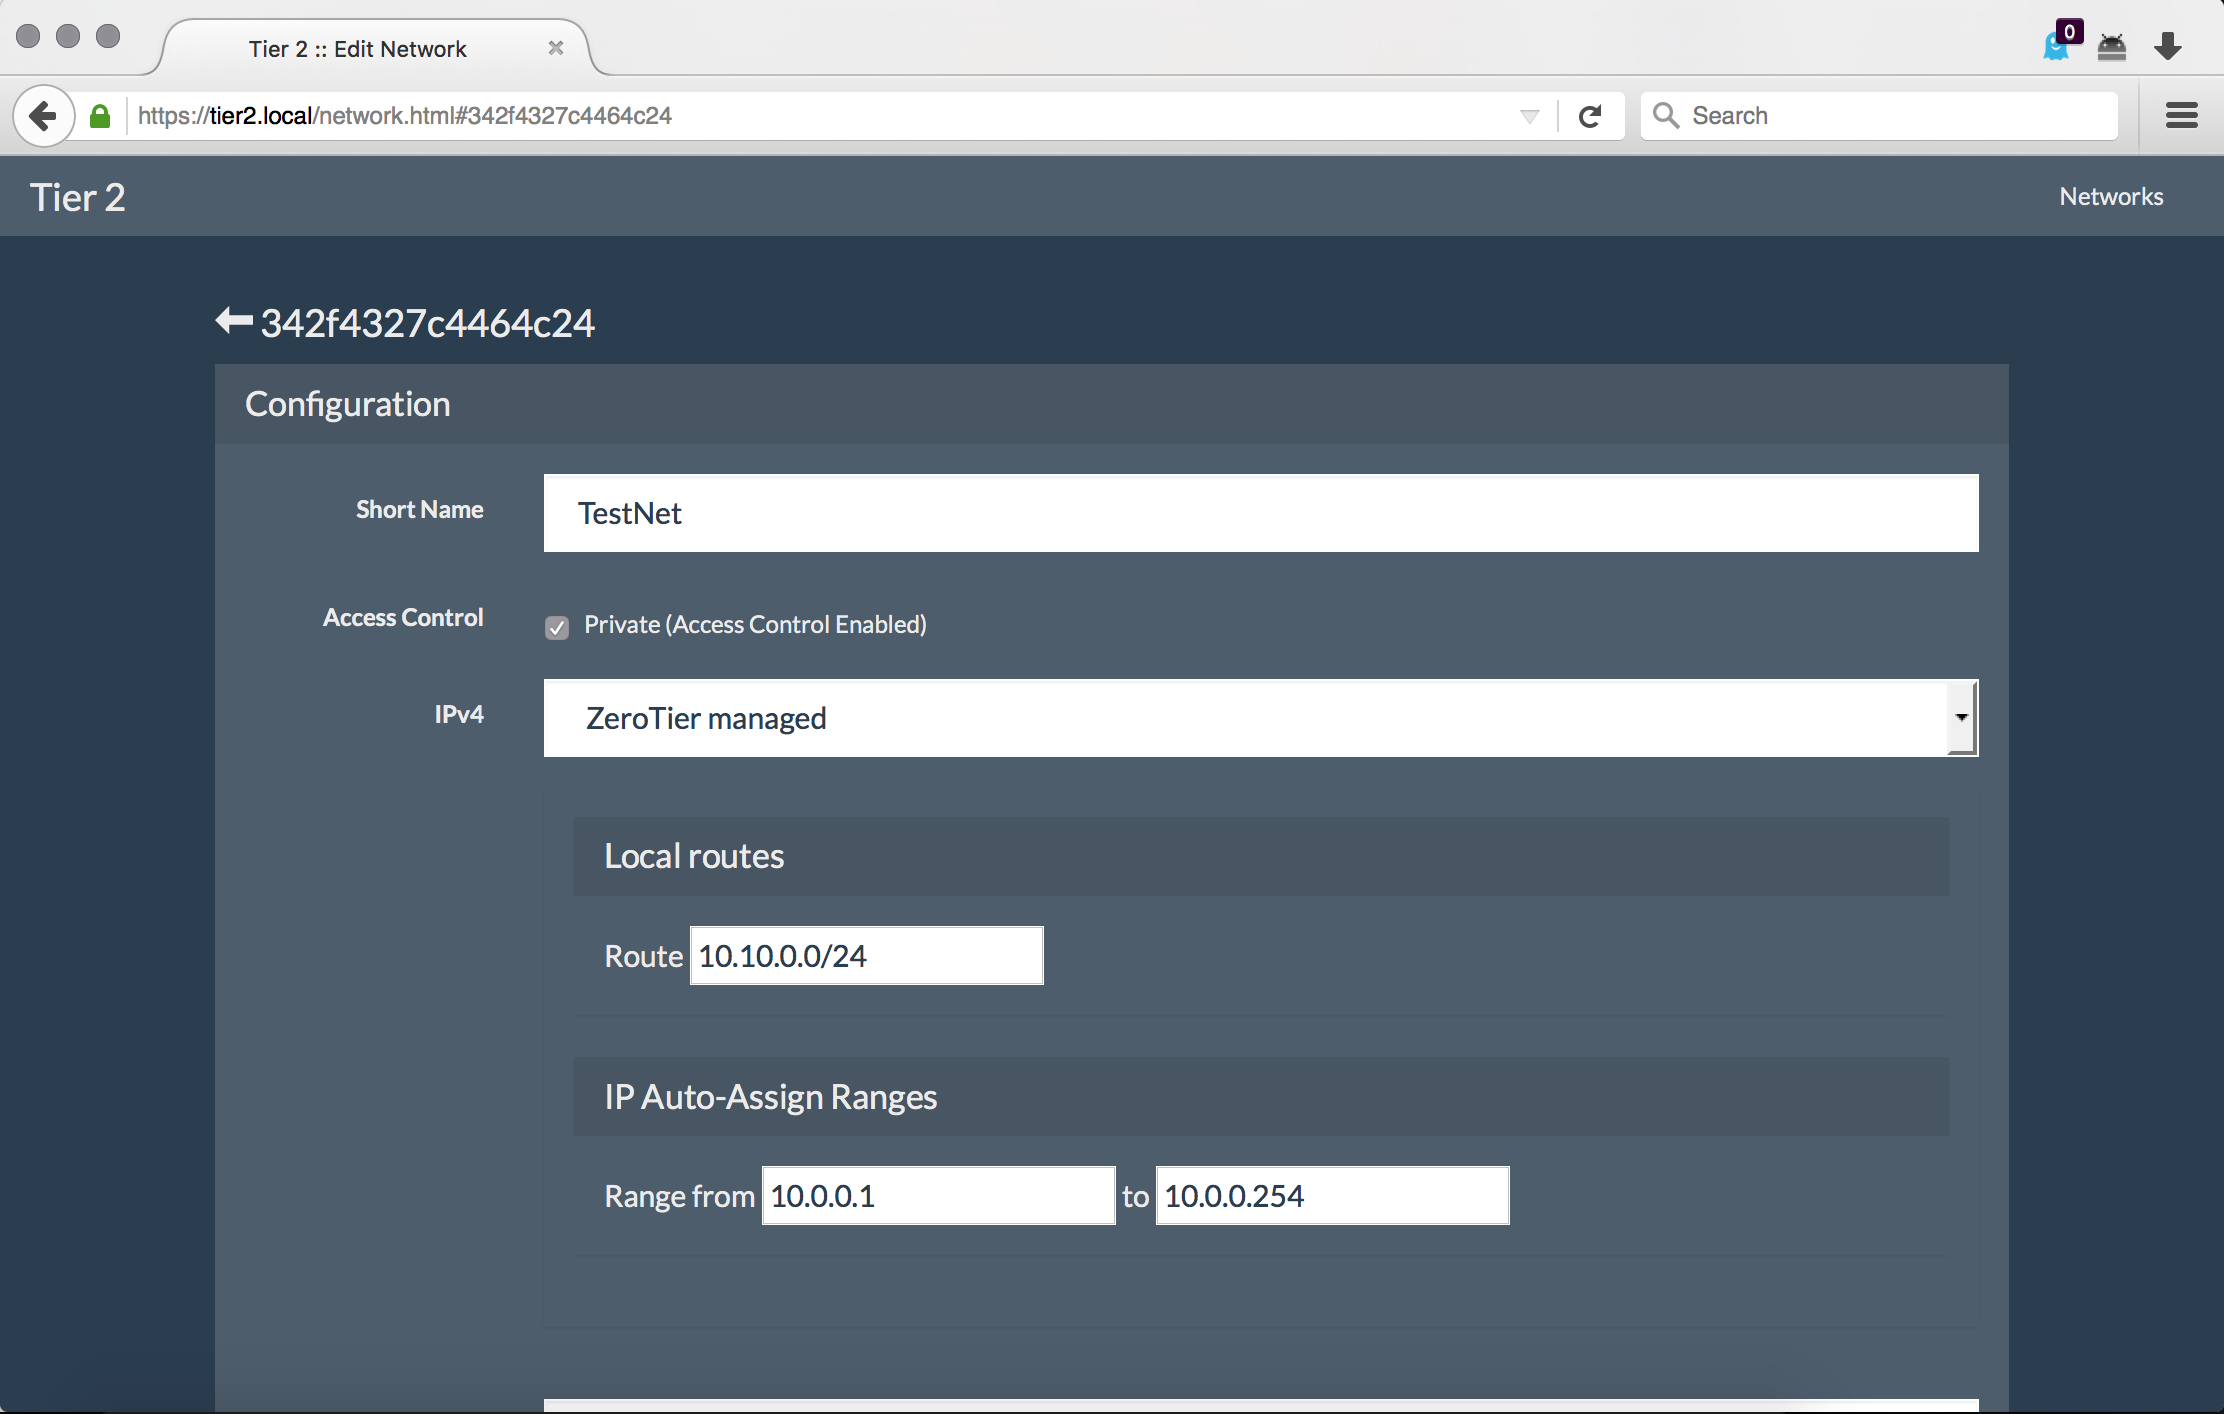 Tier 2 :: Edit Network
0
https://tier2.local/network.html#342f4327c4464c24
Search
Tier 2
Networks
342f4327c4464c24
Configuration
Short Name
TestNet
Access Control
Private (Access Control Enabled)
IPv4
ZeroTier managed
Local routes
Route 10.10.0.0/24
IP Auto-Assign Ranges
Range from 10.0.0.1 to 10.0.0.254